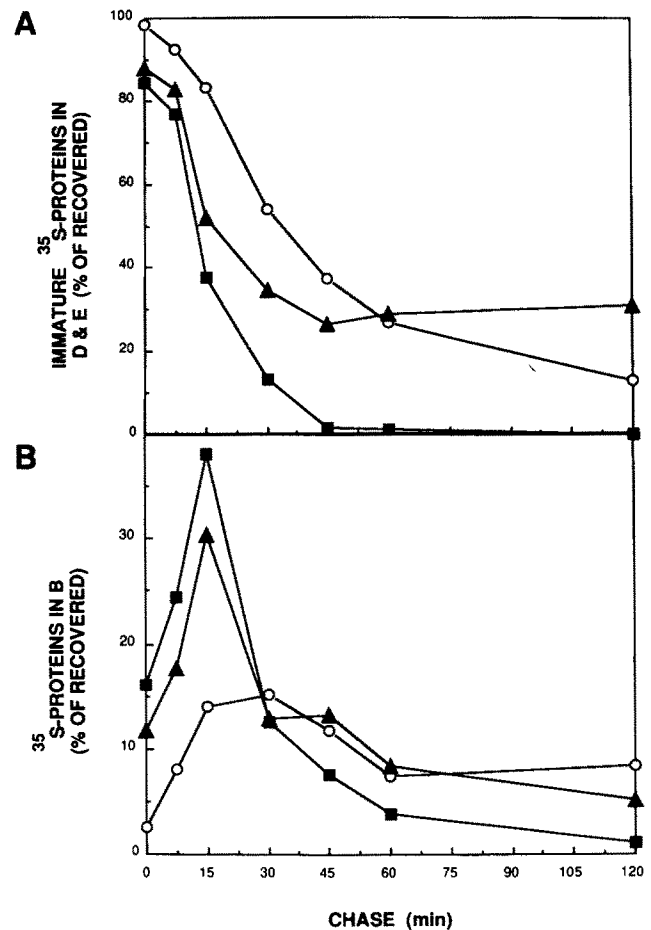 A
100
80
60
40
20
0
IMMATURE 35S-PROTEINS IN
D & E (% OF RECOVERED)
B
30
20
10
0
35S-PROTEINS IN B
(% OF RECOVERED)
0 15 30 45 60 75 90 105 120
CHASE (min)